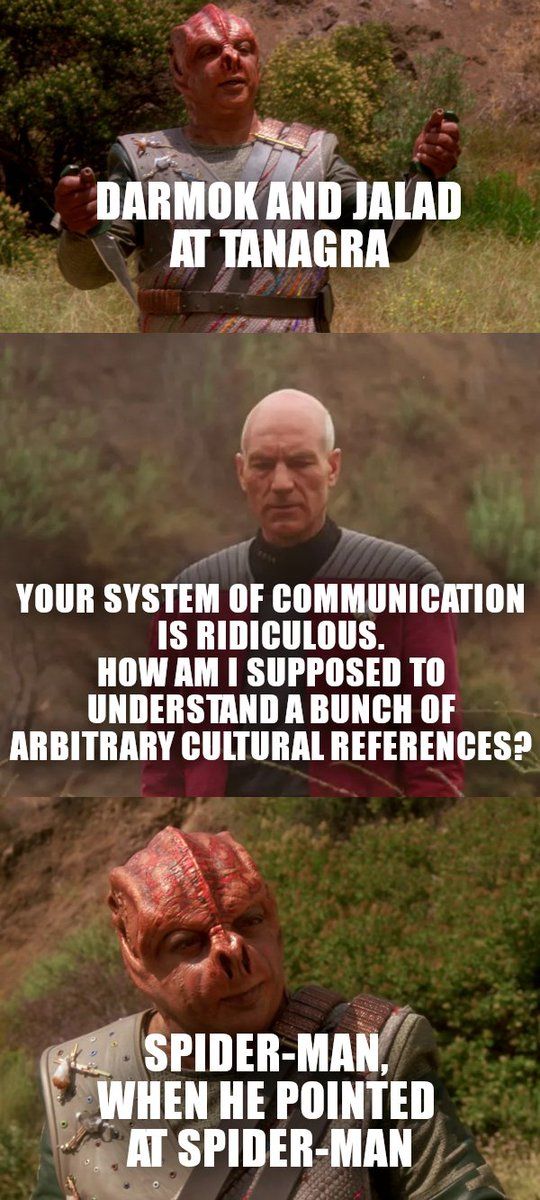 DARMOK AND JALAD
AT TANAGRA
YOUR SYSTEM OF COMMUNICATION
IS RIDICULOUS.
HOW AM I SUPPOSED TO
UNDERSTAND A BUNCH OF
ARBITRARY CULTURAL REFERENCES?
SPIDER-MAN,
WHEN HE POINTED
AT SPIDER-MAN